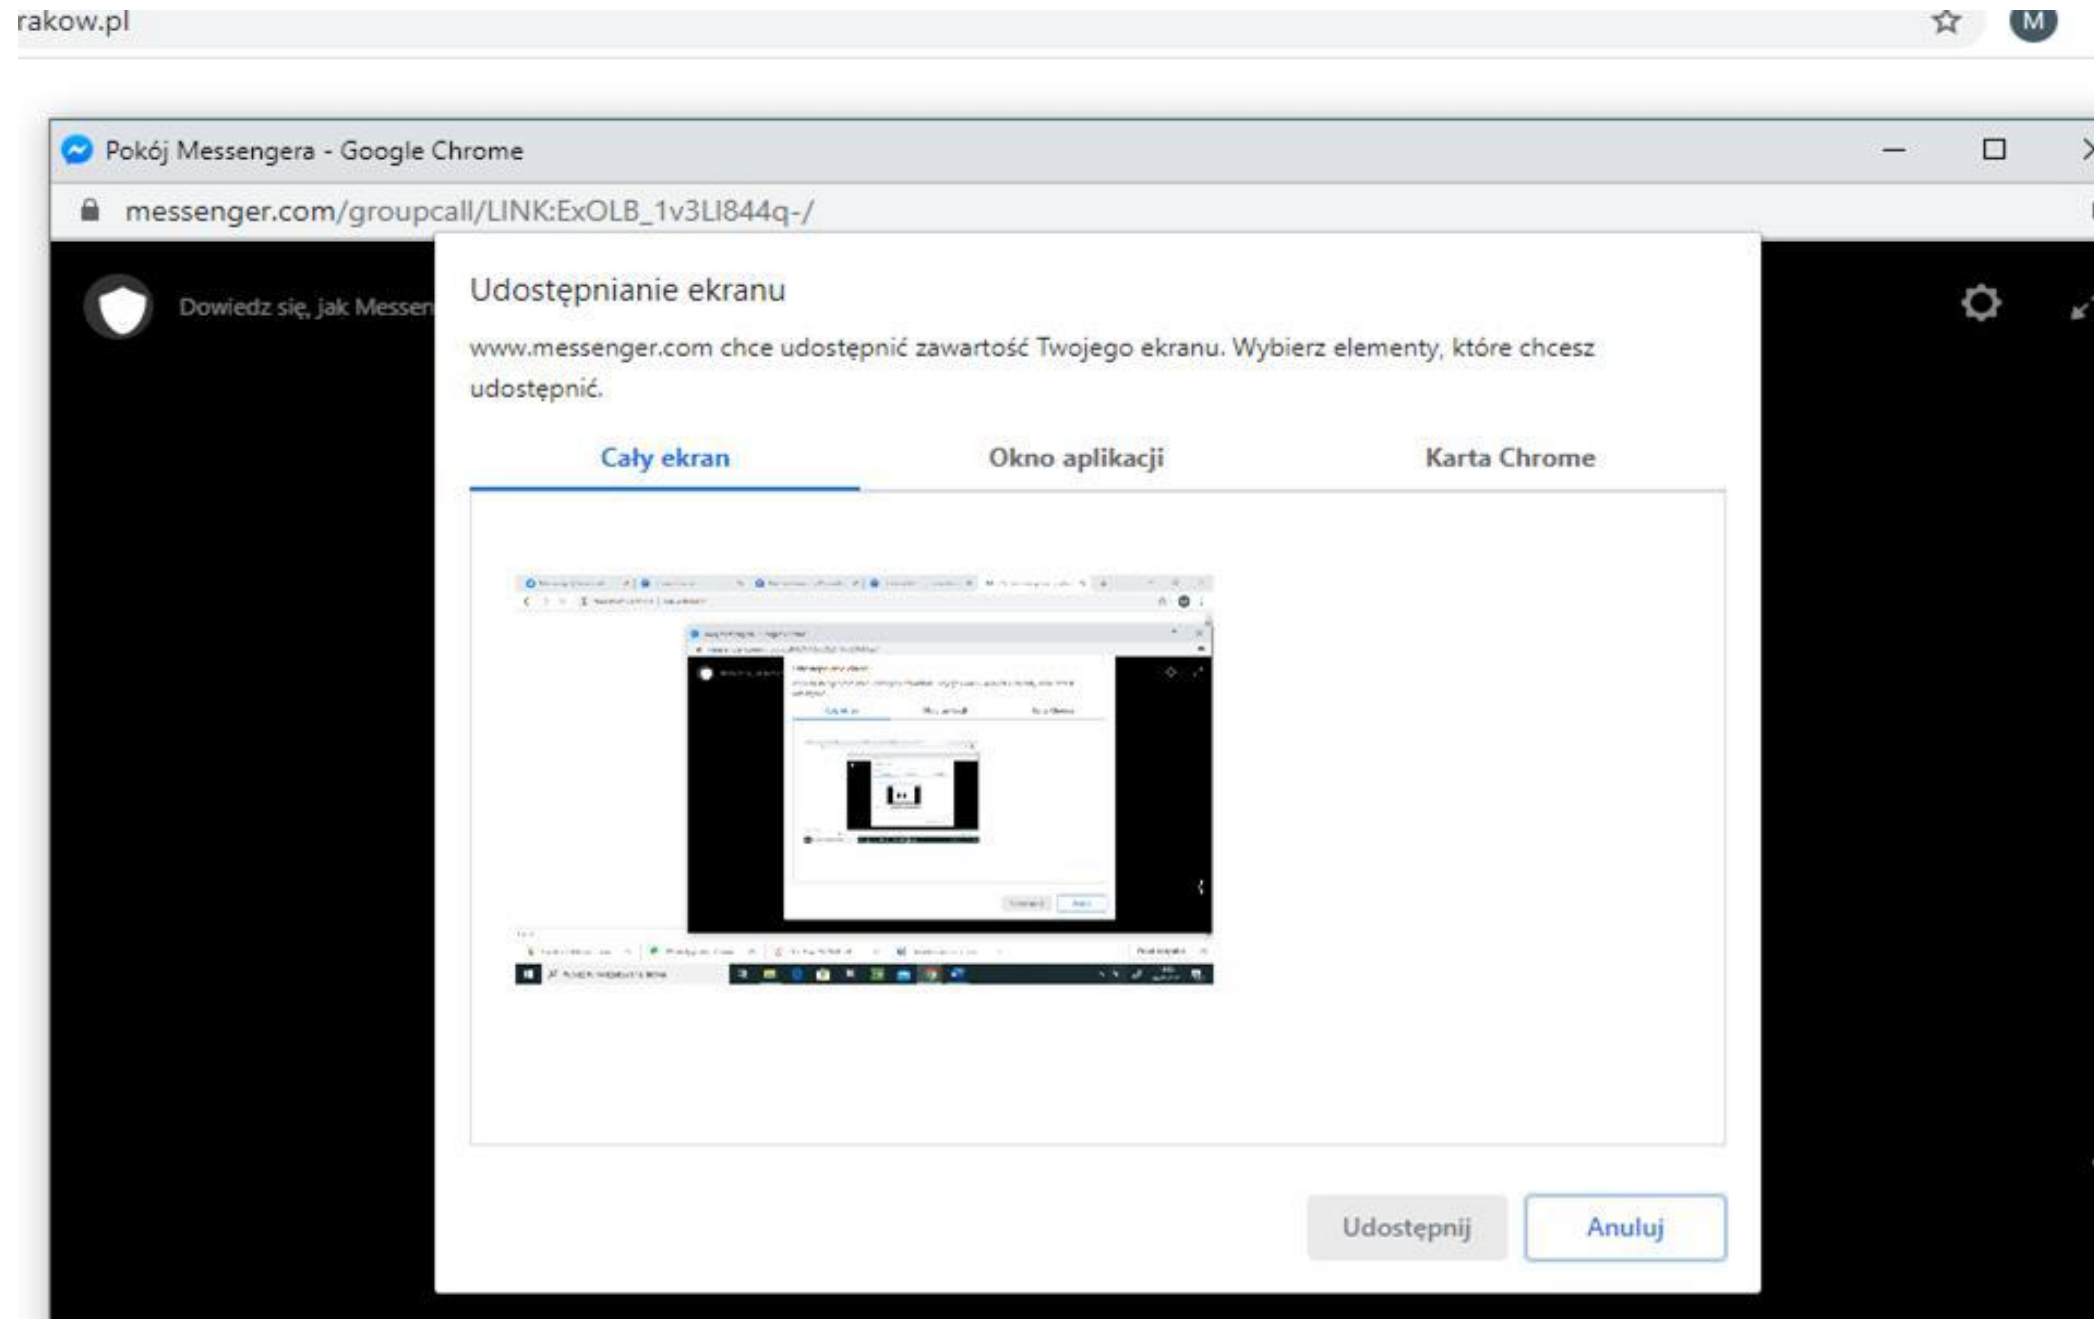 rakow.pl
M
Pokój Messengera - Google Chrome
messenger.com/groupcall/LINK:ExOLB_1v3LI844q-/
Dowiedz się, jak Messen
Udostępnianie ekranu
www.messenger.com chce udostępnić zawartość Twojego ekranu. Wybierz elementy, które chcesz
udostępnić.
Cały ekran Okno aplikacji Karta Chrome
Udostępnij Anuluj